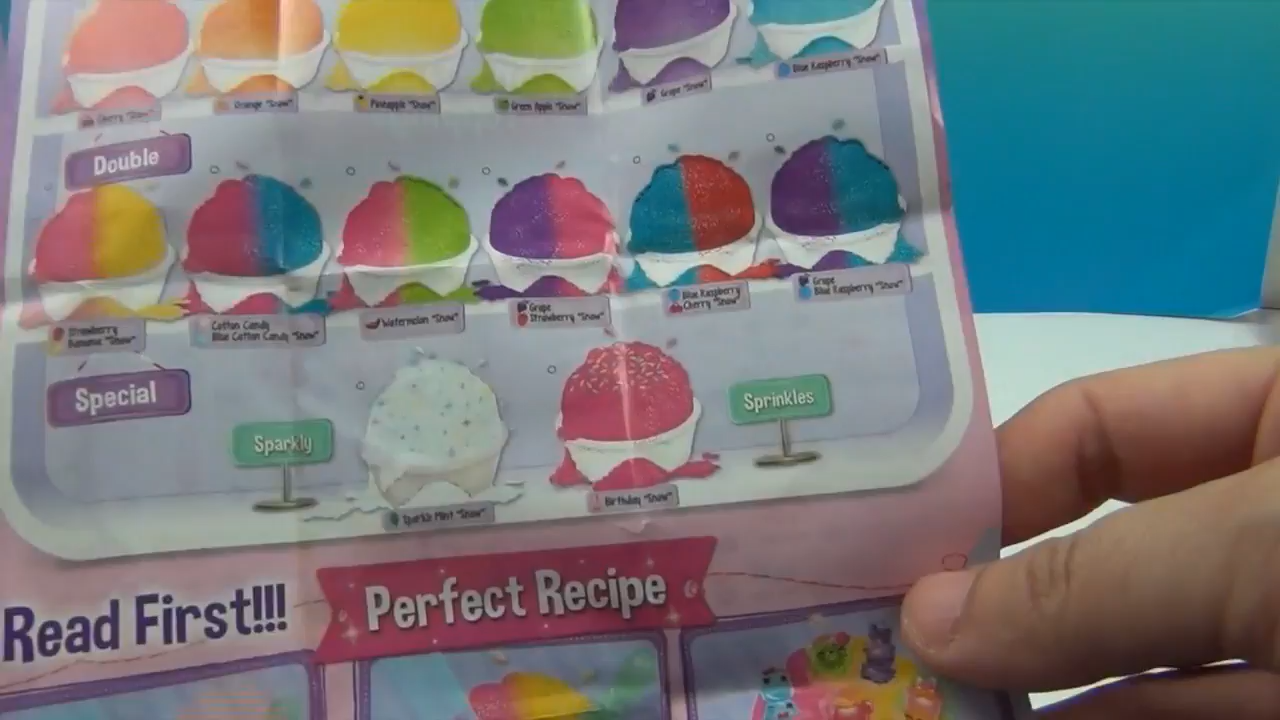 Cherry "Snow"
Orange "Snow"
Pineapple "Snow"
Green Apple "Snow"
Grape "Snow"
Blue Raspberry "Snow"
Double
Strawberry
Banana "Snow"
Cotton Candy
Blue Cotton Candy "Snow"
Watermelon "Snow"
Grape
Strawberry "Snow"
Blue Raspberry
Cherry "Snow"
Grape
Blue Raspberry "Snow"
Special
Sparkly
Sprinkles
Sparkle Mint "Snow"
Birthday "Snow"
Read First!!!
Perfect Recipe